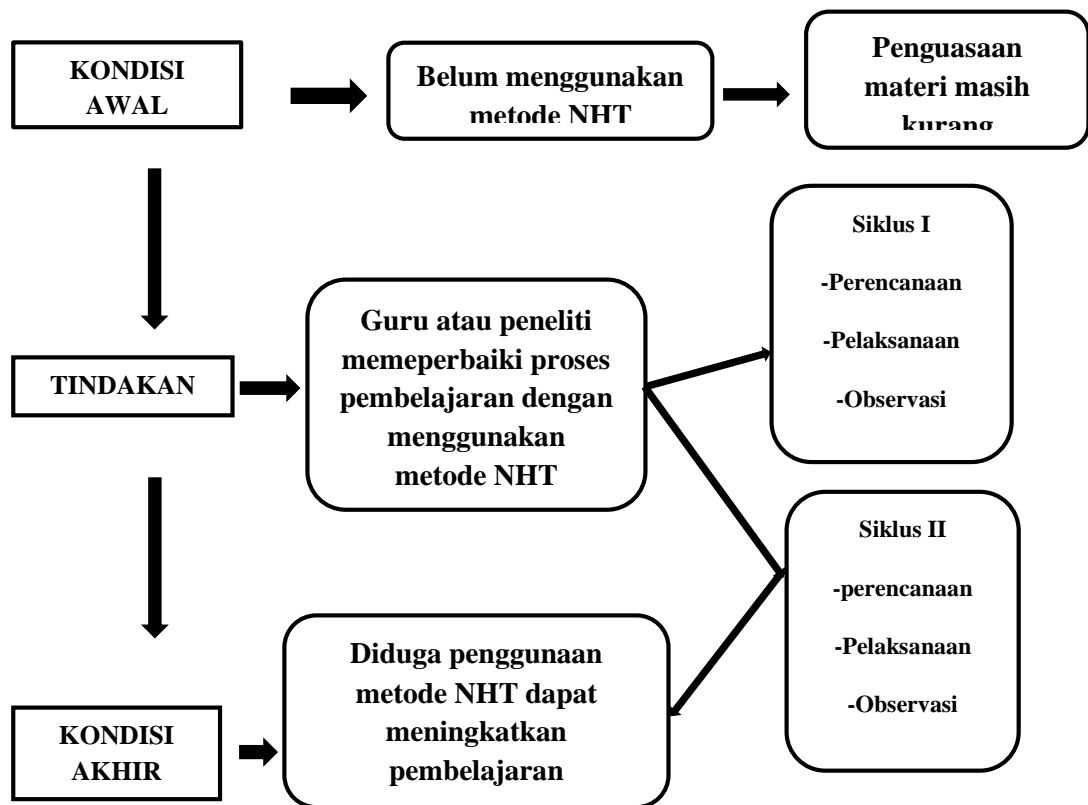 KONDISI
AWAL
Belum menggunakan
metode NHT
Penguasaan
materi masih
kurang
Siklus I
-Perencanaan
-Pelaksanaan
-Observasi
TINDAKAN
Guru atau peneliti
memeperbaiki proses
pembelajaran dengan
menggunakan
metode NHT
Siklus II
-perencanaan
-Pelaksanaan
-Observasi
KONDISI
AKHIR
Diduga penggunaan
metode NHT dapat
meningkatkan
pembelajaran